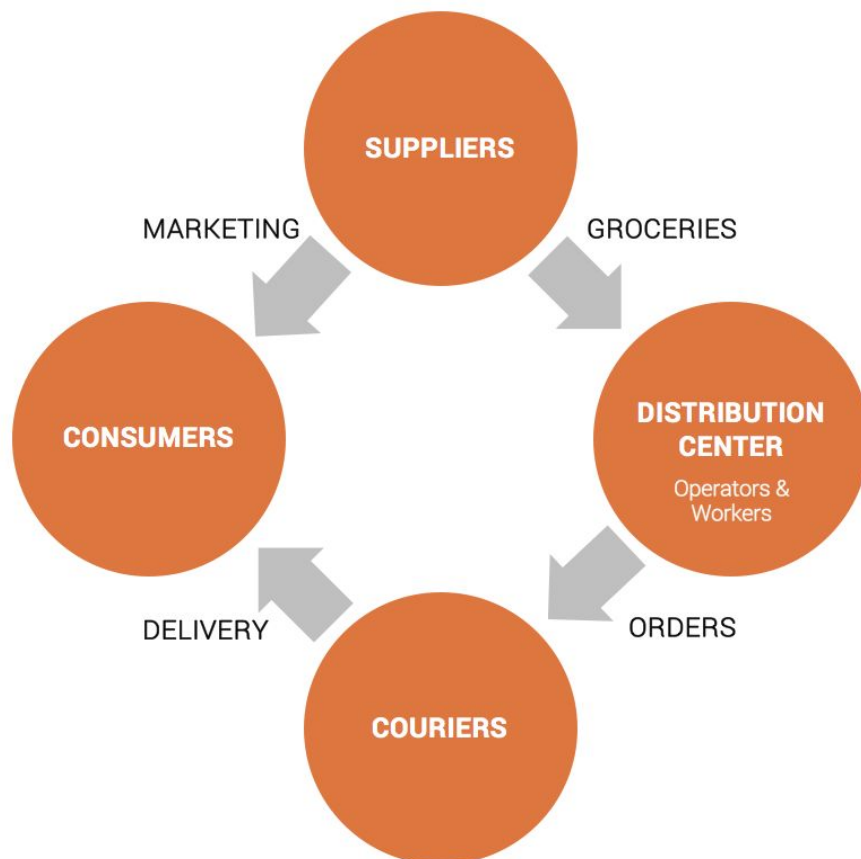 SUPPLIERS
MARKETING
GROCERIES
CONSUMERS
DISTRIBUTION
CENTER
Operators &
Workers
DELIVERY
ORDERS
COURIERS